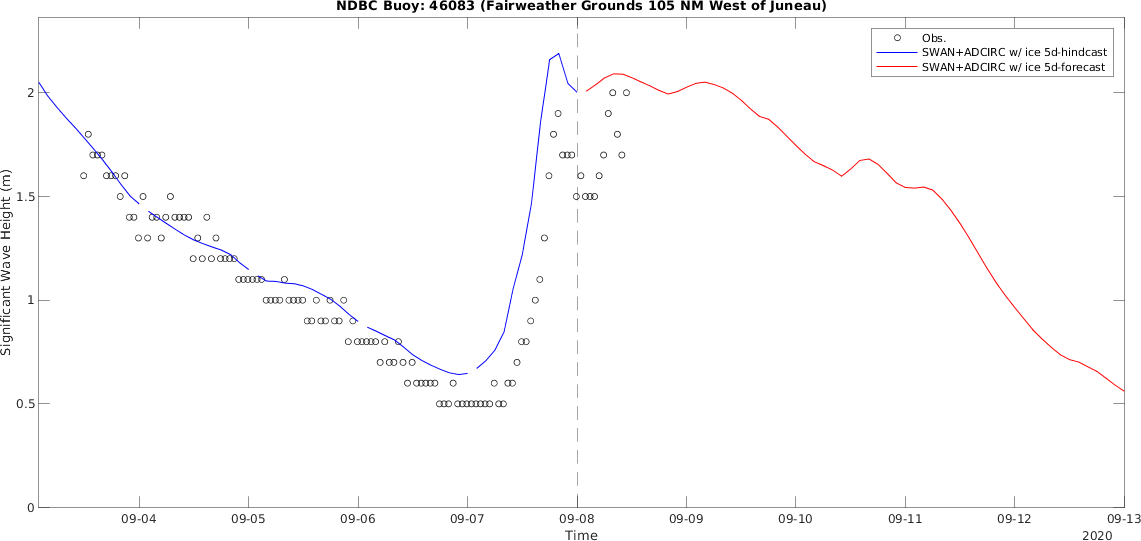 NDBC Buoy: 46083 (Fairweather Grounds 105 NM West of Juneau)
Obs.
SWAN+ADCIRC w/ ice 5d-hindcast
SWAN+ADCIRC w/ ice 5d-forecast
Significant Wave Height (m)
2
1.5
1
0.5
0
09-04 09-05 09-06 09-07 09-08 09-09 09-10 09-11 09-12 09-13
Time
2020